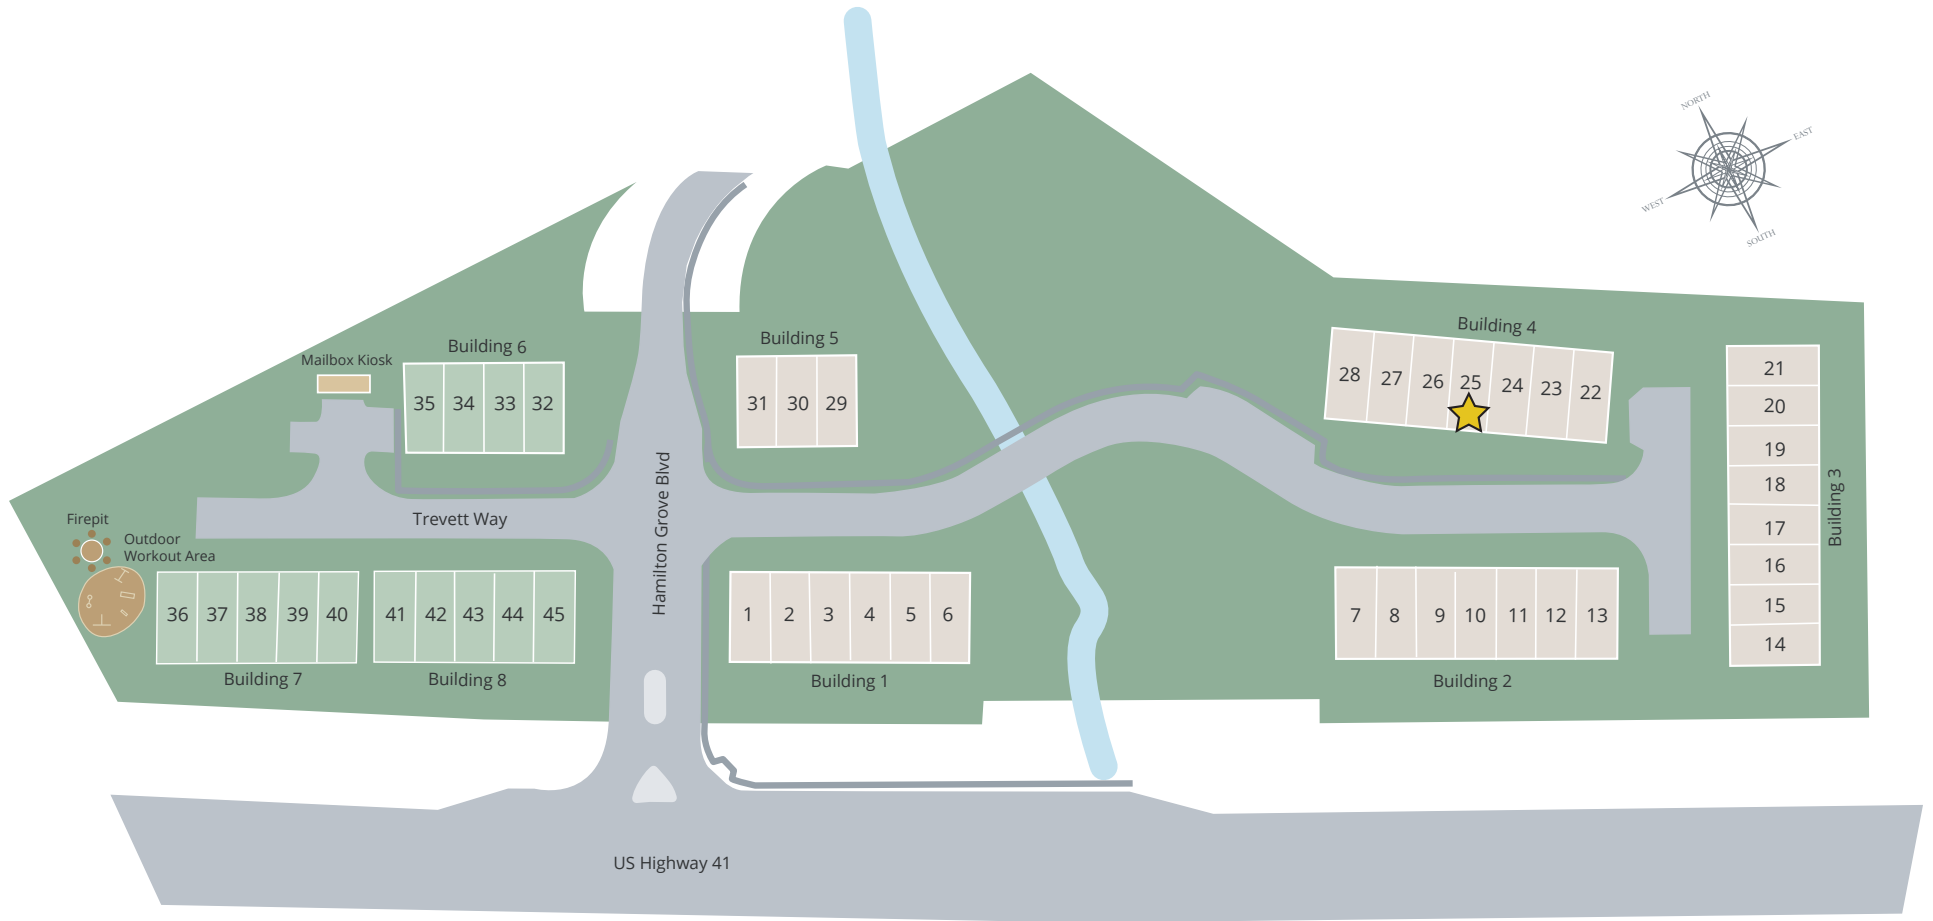 NORTH
EAST
WEST
SOUTH
Building 4
28 27 26 25 24 23 22
Building 5
31 30 29
Building 6
35 34 33 32
Mailbox Kiosk
21
20
19
18
17
16
15
14
Building 3
Firepit
Outdoor
Workout Area
Trevett Way
Hamilton Grove Blvd
36 37 38 39 40
Building 7
41 42 43 44 45
Building 8
1 2 3 4 5 6
Building 1
7 8 9 10 11 12 13
Building 2
US Highway 41